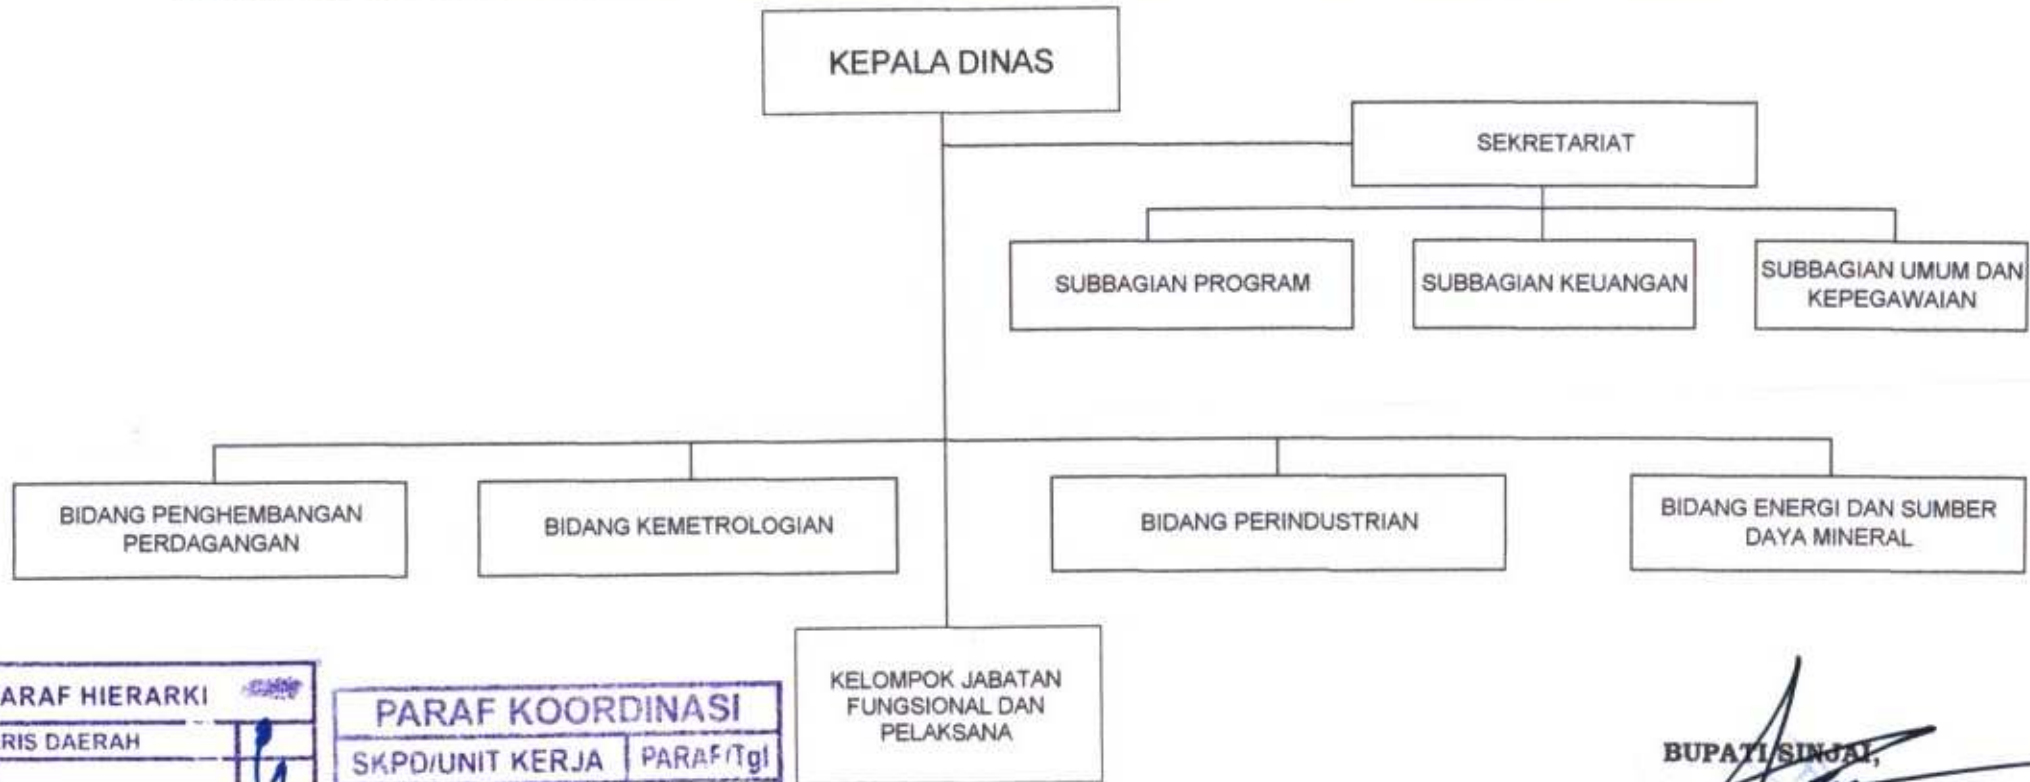 KEPALA DINAS
SEKRETARIAT
SUBBAGIAN PROGRAM
SUBBAGIAN KEUANGAN
SUBBAGIAN UMUM DAN
KEPEGAWAIAN
BIDANG PENGHEMBANGAN
PERDAGANGAN
BIDANG KEMETROLOGIAN
BIDANG PERINDUSTRIAN
BIDANG ENERGI DAN SUMBER
DAYA MINERAL
KELOMPOK JABATAN
FUNGSIONAL DAN
PELAKSANA
ARAF HIERARKI
RIS DAERAH
PARAF KOORDINASI
SKPD/UNIT KERJA PARAF/Tgl
BUPATI SINJAI,